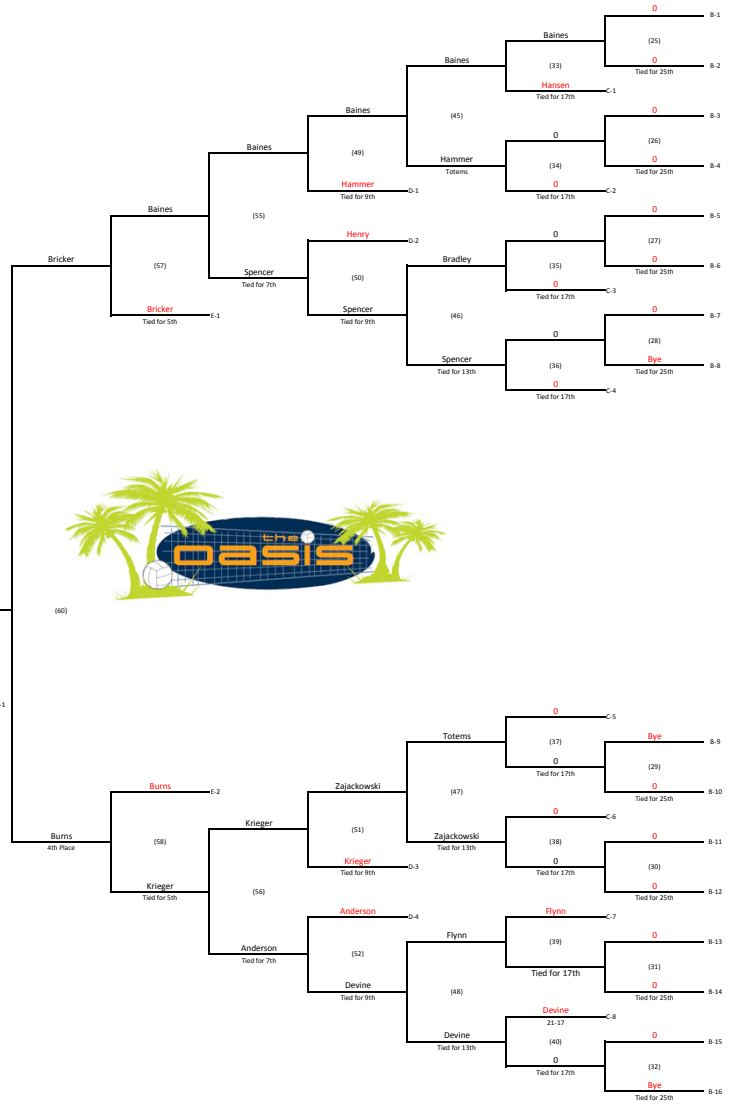 0
B-1
Baines
(25)
Baines
(33)
0
B-2
Tied for 25th
Hansen
C-1
Tied for 17th
Baines
(45)
0
B-3
0
(26)
Baines
(49)
Hammer
Totems
(34)
0
B-4
Tied for 25th
Hammer
D-1
Tied for 9th
0
C-2
Tied for 17th
Baines
(55)
0
B-5
Henry
D-2
0
(27)
Bricker
(57)
Spencer
Tied for 7th
(50)
Bradley
(35)
0
B-6
Tied for 25th
0
C-3
Tied for 17th
Bricker
E-1
Tied for 5th
Spencer
Tied for 9th
(46)
0
B-7
0
(28)
Spencer
Tied for 13th
(36)
Bye
B-8
Tied for 25th
0
C-4
Tied for 17th
the
oasis
(60)
-1
0
C-5
Totems
(37)
Bye
B-9
0
Tied for 17th
(29)
Burns
E-2
Zajackowski
(47)
0
B-10
Tied for 25th
0
C-6
Krieger
(51)
Burns
4th Place
(58)
Zajackowski
Tied for 13th
(38)
0
B-11
Krieger
D-3
Tied for 9th
0
Tied for 17th
(30)
Krieger
Tied for 5th
(56)
0
B-12
Tied for 25th
Anderson
D-4
Flynn
C-7
Flynn
(39)
0
B-13
Anderson
Tied for 7th
(52)
Tied for 17th
(31)
Devine
Tied for 9th
(48)
0
B-14
Tied for 25th
Devine
C-8
21-17
Devine
Tied for 13th
(40)
0
B-15
0
Tied for 17th
(32)
Bye
B-16
Tied for 25th